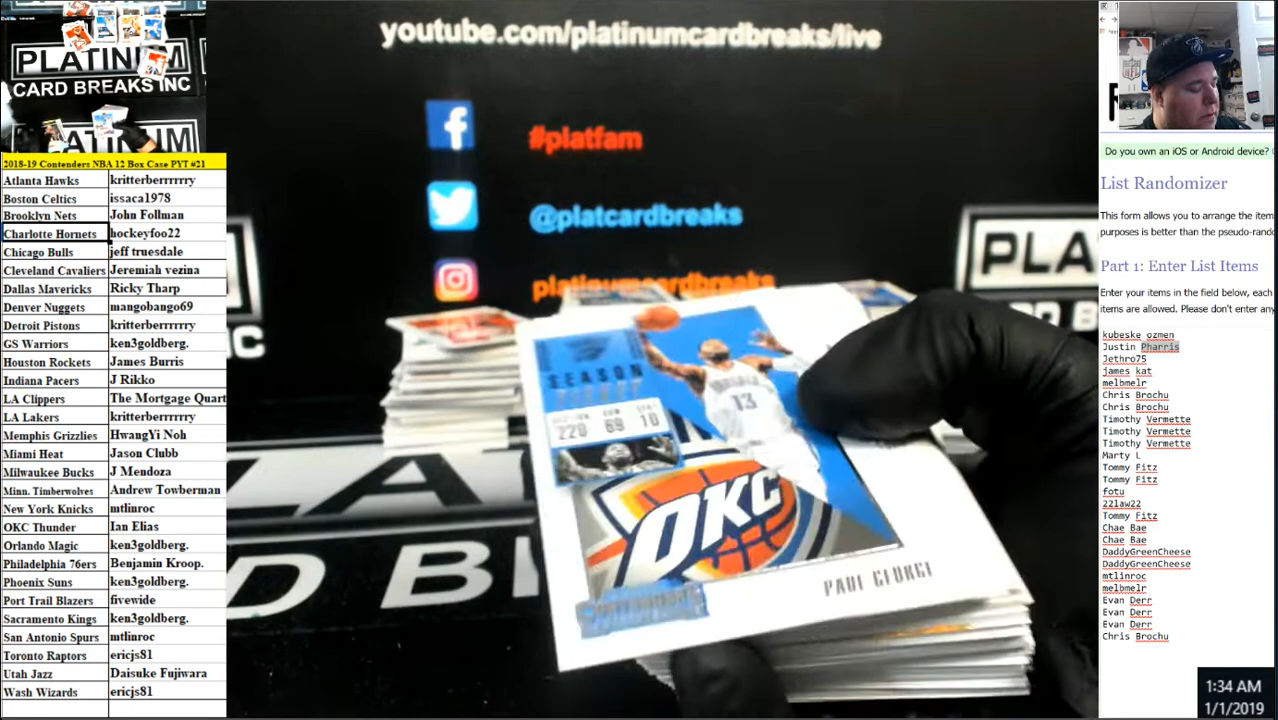 youtube.com/platinumcardbreaks/live
#platfam
@platcardbreaks
platinumcardbreaks
PLATINUM
CARD BREAKS INC
PLATINUM
2018-19 Contenders NBA 12 Box Case PYT #21
Atlanta Hawks kritterberrrrrry
Boston Celtics issaca1978
Brooklyn Nets John Follman
Charlotte Hornets hockeyfoo22
Chicago Bulls jeff truesdale
Cleveland Cavaliers Jeremiah vezina
Dallas Mavericks Ricky Tharp
Denver Nuggets mangobango69
Detroit Pistons kritterberrrrrry
GS Warriors ken3goldberg.
Houston Rockets James Burris
Indiana Pacers J Rikko
LA Clippers The Mortgage Quart
LA Lakers kritterberrrrrry
Memphis Grizzlies HwangYi Noh
Miami Heat Jason Clubb
Milwaukee Bucks J Mendoza
Minn. Timberwolves Andrew Towberman
New York Knicks mtlinroc
OKC Thunder Ian Elias
Orlando Magic ken3goldberg.
Philadelphia 76ers Benjamin Kroop.
Phoenix Suns ken3goldberg.
Port Trail Blazers fivewide
Sacramento Kings ken3goldberg.
San Antonio Spurs mtlinroc
Toronto Raptors ericjs81
Utah Jazz Daisuke Fujiwara
Wash Wizards ericjs81
SEASON
220 69 10
13
OKC
PAUL GEORGE
PLA
CARD
D B
Do you own an iOS or Android device?
List Randomizer
This form allows you to arrange the item
purposes is better than the pseudo-rando
Part 1: Enter List Items
Enter your items in the field below, each
items are allowed. Please don't enter any
kubeske ozmen
Justin Pharris
Jethro75
james kat
melbmelr
Chris Brochu
Chris Brochu
Timothy Vermette
Timothy Vermette
Timothy Vermette
Marty L
Tommy Fitz
Tommy Fitz
fotu
22law22
Tommy Fitz
Chae Bae
Chae Bae
DaddyGreenCheese
DaddyGreenCheese
mtlinroc
melbmelr
Evan Derr
Evan Derr
Evan Derr
Chris Brochu
1:34 AM
1/1/2019